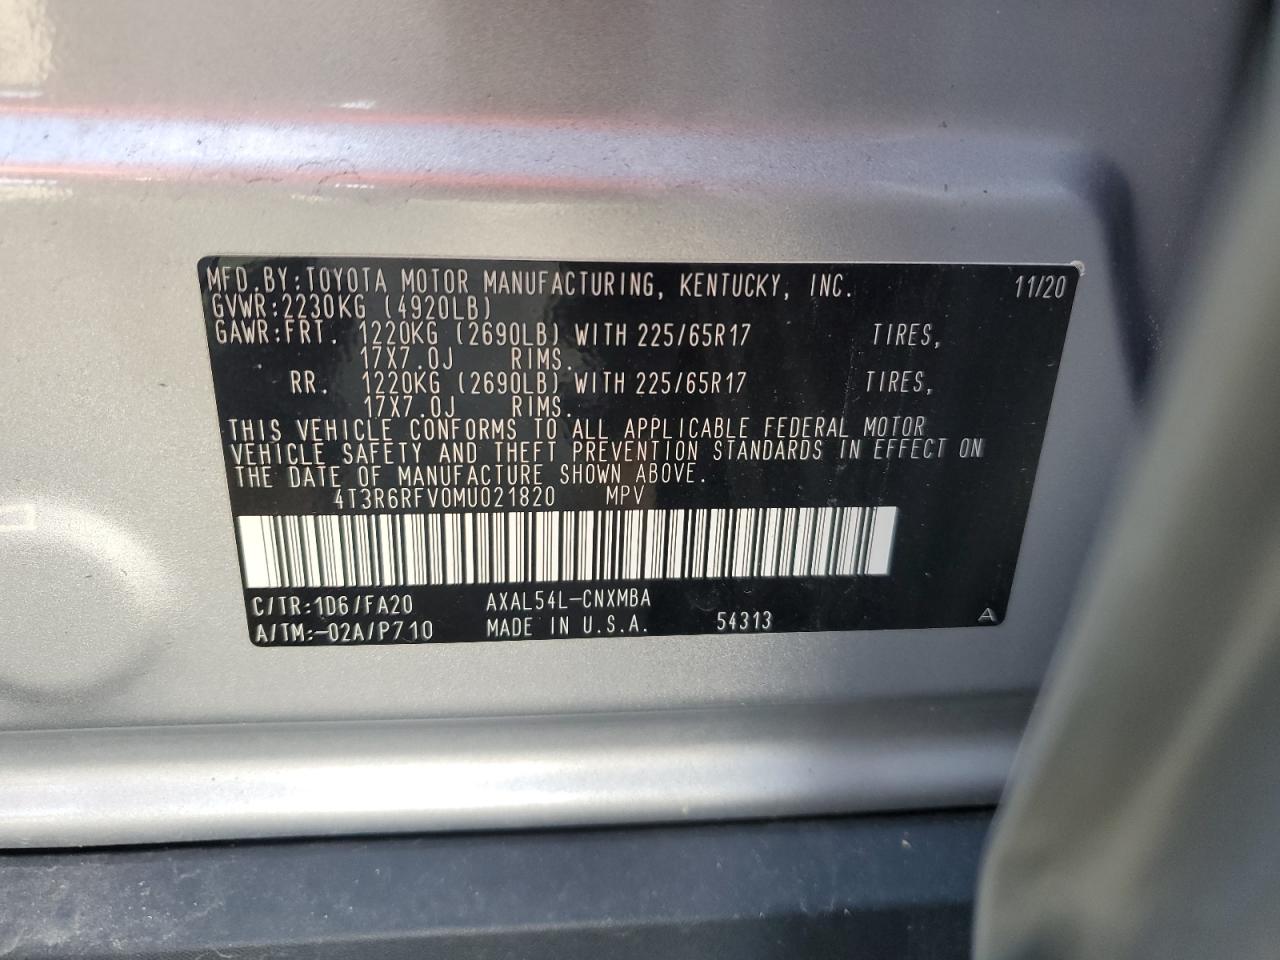 MFD.BY:TOYOTA MOTOR MANUFACTURING, KENTUCKY, INC. 11/20
GVWR:2230KG (4920LB)
GAWR:FRT. 1220KG (2690LB) WITH 225/65R17 TIRES,
17X7.0J RIMS.
RR. 1220KG (2690LB) WITH 225/65R17 TIRES,
17X7.0J RIMS.
THIS VEHICLE CONFORMS TO ALL APPLICABLE FEDERAL MOTOR
VEHICLE SAFETY AND THEFT PREVENTION STANDARDS IN EFFECT ON
THE DATE OF MANUFACTURE SHOWN ABOVE.
4T3R6RFV0MU021820 MPV
C/TR:1D6/FA20 AXAL54L-CNXMBA
A/TM:-02A/P710 MADE IN U.S.A. 54313 A